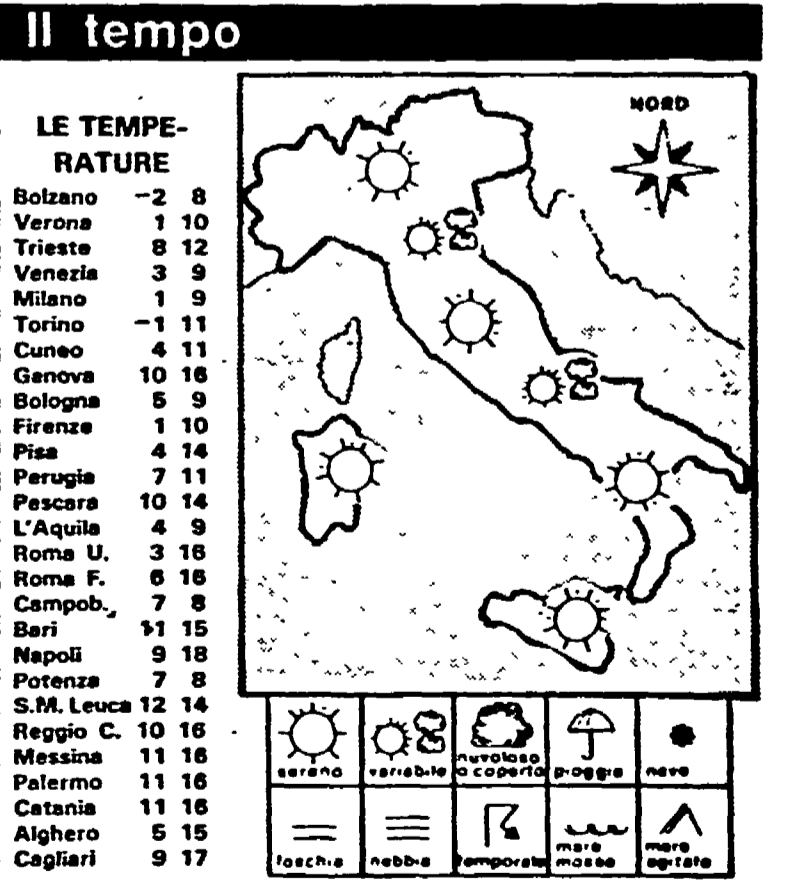 Il tempo
LE TEMPE-
RATURE
Bolzano -2 8
Verona 1 10
Trieste 8 12
Venezia 3 9
Milano 1 9
Torino -1 11
Cuneo 4 11
Genova 10 16
Bologna 5 9
Firenze 1 10
Pisa 4 14
Perugia 7 11
Pescara 10 14
L'Aquila 4 9
Roma U. 3 16
Roma F. 6 16
Campob. 7 8
Bari 11 15
Napoli 9 18
Potenza 7 8
S.M. Leuca 12 14
Reggio C. 10 16
Messina 11 16
Palermo 11 16
Catania 11 16
Alghero 5 15
Cagliari 9 17
NORD
sereno
variabile
nuvoloso
o coperto
pioggia
neve
foschia
nebbia
temporale
mare
mosso
mare
agitato